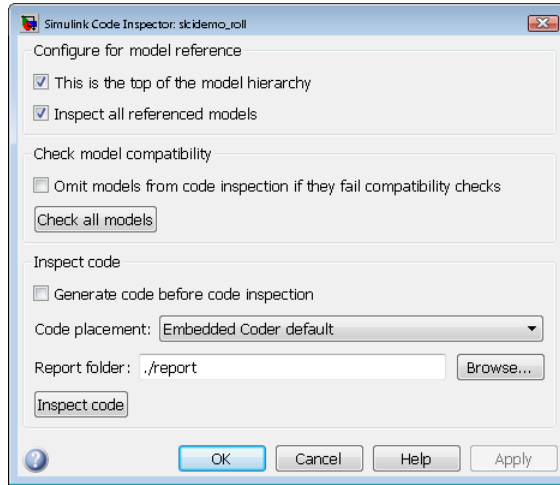 Simulink Code Inspector: slcidemo_roll
Configure for model reference
This is the top of the model hierarchy
Inspect all referenced models
Check model compatibility
Omit models from code inspection if they fail compatibility checks
Check all models
Inspect code
Generate code before code inspection
Code placement: Embedded Coder default
Report folder: ./report Browse...
Inspect code
? OK Cancel Help Apply